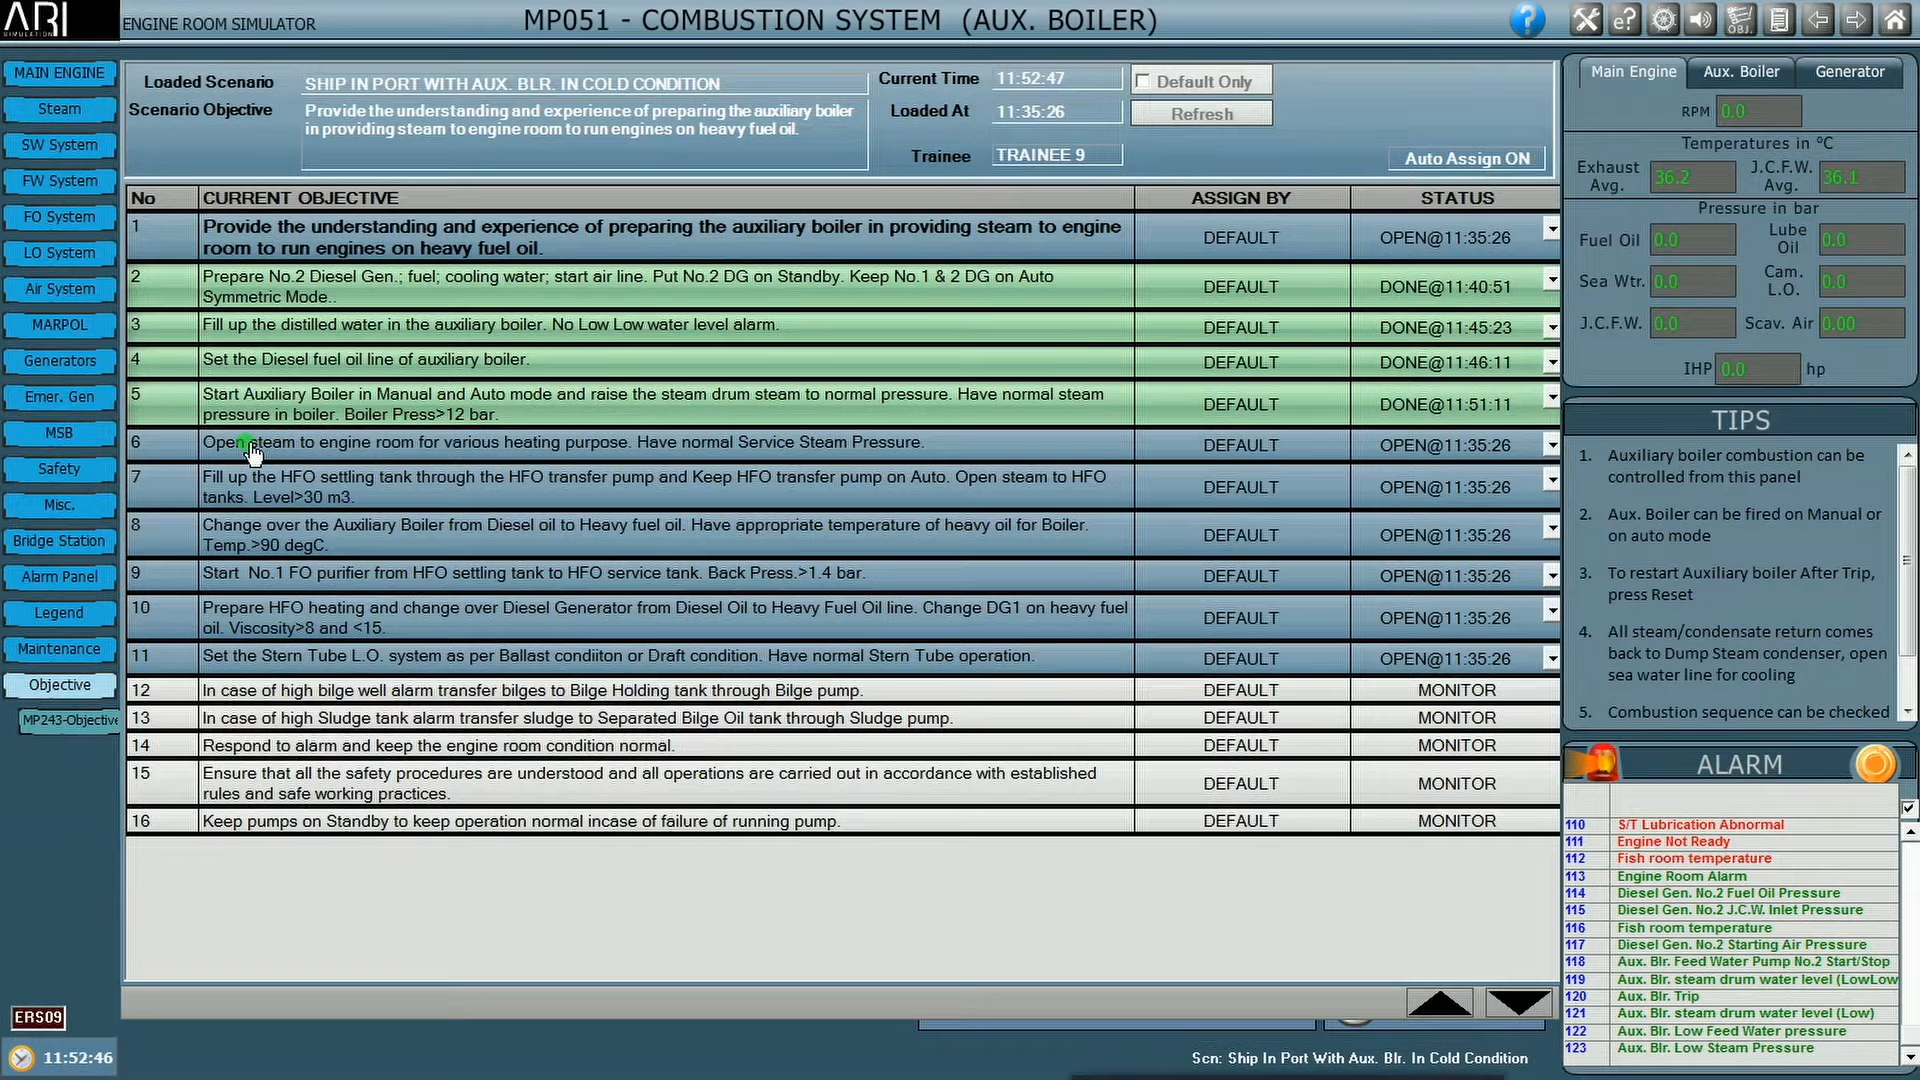 ARI
SIMULATION
ENGINE ROOM SIMULATOR
MP051 - COMBUSTION SYSTEM (AUX. BOILER)
?
e?
OBJ.
MAIN ENGINE
Steam
SW System
FW System
FO System
LO System
Air System
MARPOL
Generators
Emer. Gen
MSB
Safety
Misc.
Bridge Station
Alarm Panel
Legend
Maintenance
Objective
MP243-Objective
ERS09
11:52:46
Loaded Scenario
SHIP IN PORT WITH AUX. BLR. IN COLD CONDITION
Scenario Objective
Provide the understanding and experience of preparing the auxiliary boiler
in providing steam to engine room to run engines on heavy fuel oil.
Current Time 11:52:47
Default Only
Loaded At 11:35:26
Refresh
Trainee TRAINEE 9
Auto Assign ON
No CURRENT OBJECTIVE ASSIGN BY STATUS
1 Provide the understanding and experience of preparing the auxiliary boiler in providing steam to engine
room to run engines on heavy fuel oil.
DEFAULT OPEN@11:35:26
2 Prepare No.2 Diesel Gen.; fuel; cooling water; start air line. Put No.2 DG on Standby. Keep No.1 & 2 DG on Auto
Symmetric Mode..
DEFAULT DONE@11:40:51
3 Fill up the distilled water in the auxiliary boiler. No Low Low water level alarm. DEFAULT DONE@11:45:23
4 Set the Diesel fuel oil line of auxiliary boiler. DEFAULT DONE@11:46:11
5 Start Auxiliary Boiler in Manual and Auto mode and raise the steam drum steam to normal pressure. Have normal steam
pressure in boiler. Boiler Press>12 bar.
DEFAULT DONE@11:51:11
6 Open steam to engine room for various heating purpose. Have normal Service Steam Pressure. DEFAULT OPEN@11:35:26
7 Fill up the HFO settling tank through the HFO transfer pump and Keep HFO transfer pump on Auto. Open steam to HFO
tanks. Level>30 m3.
DEFAULT OPEN@11:35:26
8 Change over the Auxiliary Boiler from Diesel oil to Heavy fuel oil. Have appropriate temperature of heavy oil for Boiler.
Temp.>90 degC.
DEFAULT OPEN@11:35:26
9 Start No.1 FO purifier from HFO settling tank to HFO service tank. Back Press.>1.4 bar. DEFAULT OPEN@11:35:26
10 Prepare HFO heating and change over Diesel Generator from Diesel Oil to Heavy Fuel Oil line. Change DG1 on heavy fuel
oil. Viscosity>8 and <15.
DEFAULT OPEN@11:35:26
11 Set the Stern Tube L.O. system as per Ballast condiiton or Draft condition. Have normal Stern Tube operation. DEFAULT OPEN@11:35:26
12 In case of high bilge well alarm transfer bilges to Bilge Holding tank through Bilge pump. DEFAULT MONITOR
13 In case of high Sludge tank alarm transfer sludge to Separated Bilge Oil tank through Sludge pump. DEFAULT MONITOR
14 Respond to alarm and keep the engine room condition normal. DEFAULT MONITOR
15 Ensure that all the safety procedures are understood and all operations are carried out in accordance with established
rules and safe working practices.
DEFAULT MONITOR
16 Keep pumps on Standby to keep operation normal incase of failure of running pump. DEFAULT MONITOR
Scn: Ship In Port With Aux. Blr. In Cold Condition
Main Engine Aux. Boiler Generator
RPM 0.0
Temperatures in °C
Exhaust Avg. 36.2 J.C.F.W. Avg. 36.1
Pressure in bar
Fuel Oil 0.0 Lube Oil 0.0
Sea Wtr. 0.0 Cam. L.O. 0.0
J.C.F.W. 0.0 Scav. Air 0.00
IHP 0.0 hp
TIPS
1. Auxiliary boiler combustion can be
controlled from this panel
2. Aux. Boiler can be fired on Manual or
on auto mode
3. To restart Auxiliary boiler After Trip,
press Reset
4. All steam/condensate return comes
back to Dump Steam condenser, open
sea water line for cooling
5. Combustion sequence can be checked
ALARM
110 S/T Lubrication Abnormal
111 Engine Not Ready
112 Fish room temperature
113 Engine Room Alarm
114 Diesel Gen. No.2 Fuel Oil Pressure
115 Diesel Gen. No.2 J.C.W. Inlet Pressure
116 Fish room temperature
117 Diesel Gen. No.2 Starting Air Pressure
118 Aux. Blr. Feed Water Pump No.2 Start/Stop
119 Aux. Blr. steam drum water level (LowLow
120 Aux. Blr. Trip
121 Aux. Blr. steam drum water level (Low)
122 Aux. Blr. Low Feed Water pressure
123 Aux. Blr. Low Steam Pressure